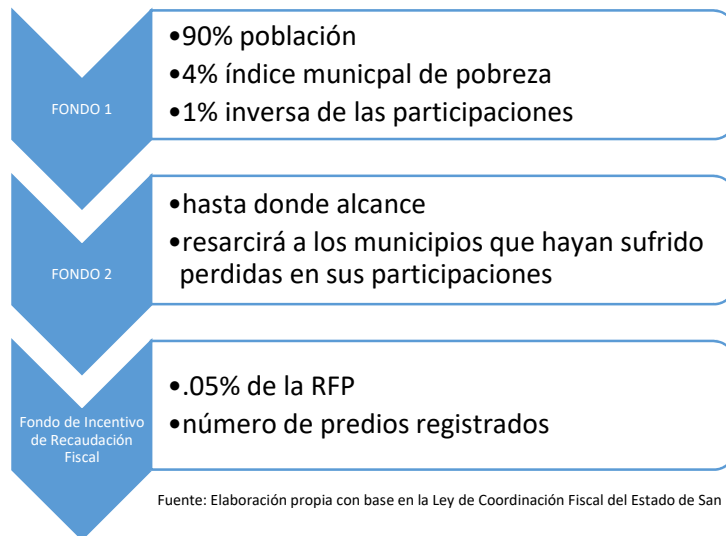 FONDO 1
•90% población
•4% índice municpal de pobreza
•1% inversa de las participaciones
FONDO 2
•hasta donde alcance
•resarcirá a los municipios que hayan sufrido
perdidas en sus participaciones
Fondo de Incentivo
de Recaudación
Fiscal
•.05% de la RFP
•número de predios registrados
Fuente: Elaboración propia con base en la Ley de Coordinación Fiscal del Estado de San